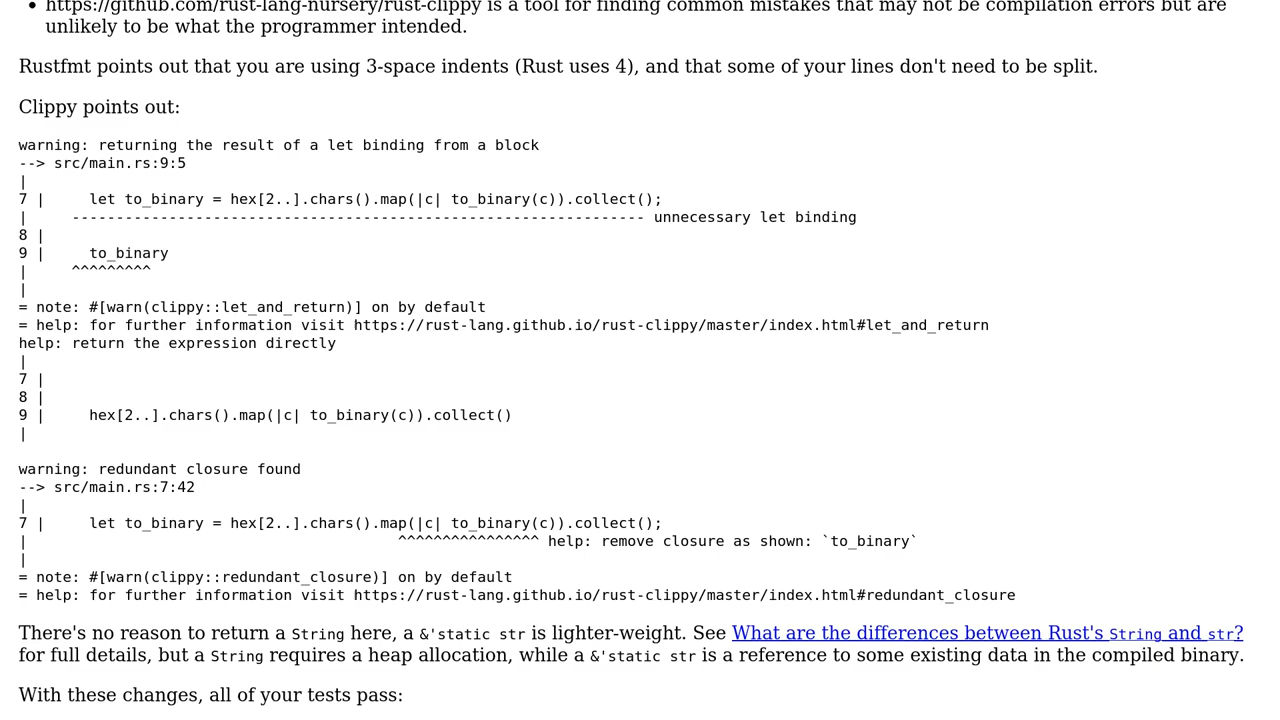 • https://github.com/rust-lang-nursery/rust-clippy is a tool for finding common mistakes that may not be compilation errors but are
unlikely to be what the programmer intended.
Rustfmt points out that you are using 3-space indents (Rust uses 4), and that some of your lines don't need to be split.
Clippy points out:
warning: returning the result of a let binding from a block
--> src/main.rs:9:5
|
7 |     let to_binary = hex[2..].chars().map(|c| to_binary(c)).collect();
|     ----------------------------------------------------------------- unnecessary let binding
8 |
9 |     to_binary
|     ^^^^^^^^^
|
= note: #[warn(clippy::let_and_return)] on by default
= help: for further information visit https://rust-lang.github.io/rust-clippy/master/index.html#let_and_return
help: return the expression directly
|
7 |
8 |
9 |     hex[2..].chars().map(|c| to_binary(c)).collect()
|
warning: redundant closure found
--> src/main.rs:7:42
|
7 |     let to_binary = hex[2..].chars().map(|c| to_binary(c)).collect();
|                                          ^^^^^^^^^^^^^^^^ help: remove closure as shown: `to_binary`
|
= note: #[warn(clippy::redundant_closure)] on by default
= help: for further information visit https://rust-lang.github.io/rust-clippy/master/index.html#redundant_closure
There's no reason to return a String here, a &'static str is lighter-weight. See What are the differences between Rust's String and str?
for full details, but a String requires a heap allocation, while a &'static str is a reference to some existing data in the compiled binary.
With these changes, all of your tests pass: